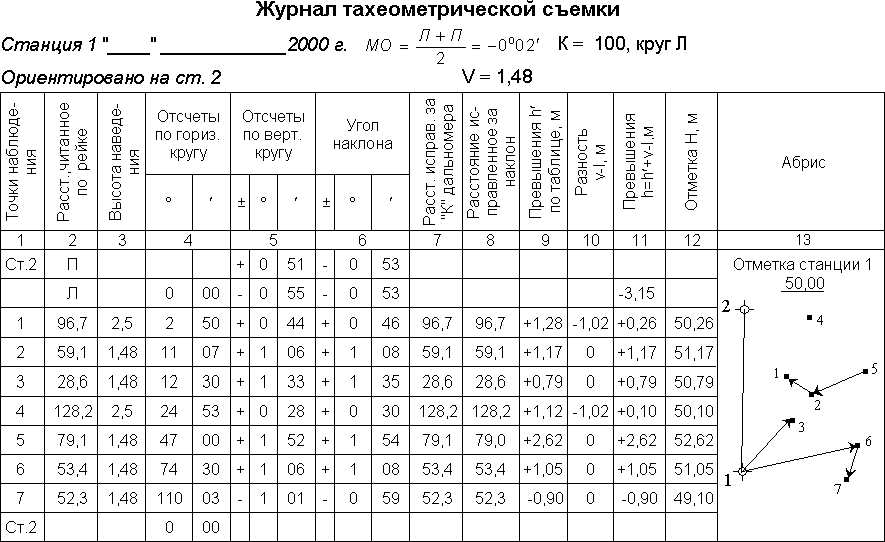 Журнал тахеометрической съемки
Станция 1 "____" _____________2000 г. МО = Л + П / 2 = −0⁰02′ К = 100, круг Л
Ориентировано на ст. 2 V = 1,48
Точки наблюде-
ния
Расст.,читанное
по рейке
Высота наведе-
ния
Отсчеты
по гориз.
кругу
Отсчеты
по верт.
кругу
Угол
наклона
Расст. исправ. за
"К" дальномера
Расстояние ис-
правленное за
наклон
Превышения h′
по таблице, м
Разность
v-l, м
Превышения
h=h′+v-l,м
Отметка Н, м
Абрис
° ′ ± ° ′ ± ° ′
1 2 3 4 5 6 7 8 9 10 11 12 13
Ст.2 П + 0 51 - 0 53
Л 0 00 - 0 55 - 0 53 -3,15
1 96,7 2,5 2 50 + 0 44 + 0 46 96,7 96,7 +1,28 -1,02 +0,26 50,26
2 59,1 1,48 11 07 + 1 06 + 1 08 59,1 59,1 +1,17 0 +1,17 51,17
3 28,6 1,48 12 30 + 1 33 + 1 35 28,6 28,6 +0,79 0 +0,79 50,79
4 128,2 2,5 24 53 + 0 28 + 0 30 128,2 128,2 +1,12 -1,02 +0,10 50,10
5 79,1 1,48 47 00 + 1 52 + 1 54 79,1 79,0 +2,62 0 +2,62 52,62
6 53,4 1,48 74 30 + 1 06 + 1 08 53,4 53,4 +1,05 0 +1,05 51,05
7 52,3 1,48 110 03 - 1 01 - 0 59 52,3 52,3 -0,90 0 -0,90 49,10
Ст.2 0 00
Отметка станции 1
50,00
2
4
1
5
2
3
6
1
7